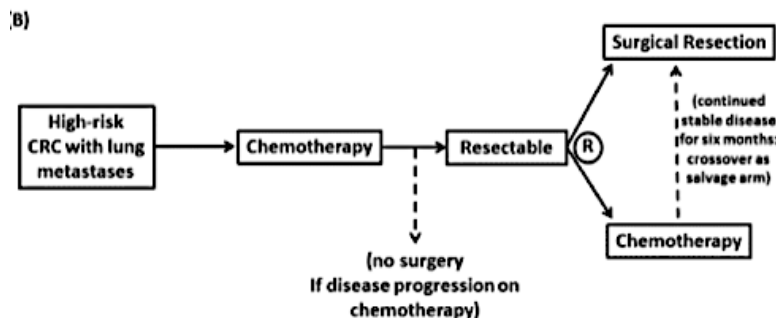 (B)
Surgical Resection
High-risk
CRC with lung
metastases
Chemotherapy
Resectable
R
(continued
stable disease
for six months:
crossover as
salvage arm)
Chemotherapy
(no surgery
If disease progression on
chemotherapy)